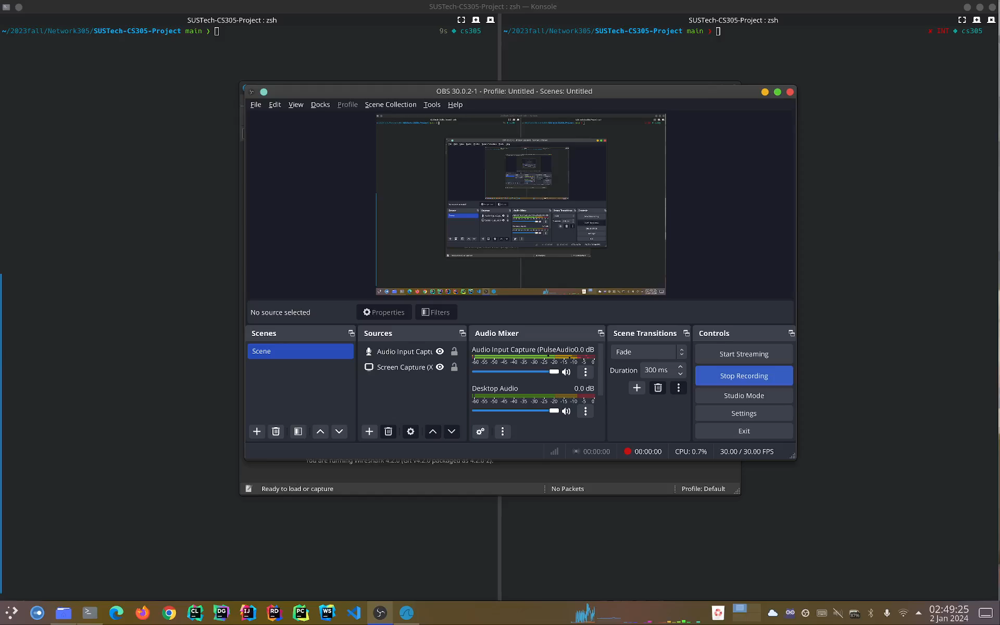 SUSTech-CS305-Project : zsh — Konsole
SUSTech-CS305-Project : zsh
SUSTech-CS305-Project : zsh
~/2023fall/Network305/SUSTech-CS305-Project main ❯
9s cs305
~/2023fall/Network305/SUSTech-CS305-Project main ❯
✘ INT cs305
OBS 30.0.2-1 - Profile: Untitled - Scenes: Untitled
File Edit View Docks Profile Scene Collection Tools Help
No source selected
Properties
Filters
Scenes
Sources
Audio Mixer
Scene Transitions
Controls
Scene
Audio Input Captu
Screen Capture (X
Audio Input Capture (PulseAudio 0.0 dB
-60 -55 -50 -45 -40 -35 -30 -25 -20 -15 -10 -5 0
Desktop Audio 0.0 dB
-60 -55 -50 -45 -40 -35 -30 -25 -20 -15 -10 -5 0
Fade
Duration 300 ms
Start Streaming
Stop Recording
Studio Mode
Settings
Exit
00:00:00
00:00:00
CPU: 0.7%
30.00 / 30.00 FPS
You are running Wireshark 4.2.0 (Git v4.2.0 packaged as 4.2.0-2).
Ready to load or capture
No Packets
Profile: Default
CL
DG
IJ
RD
PC
WS
87%
02:49:25
2 Jan 2024